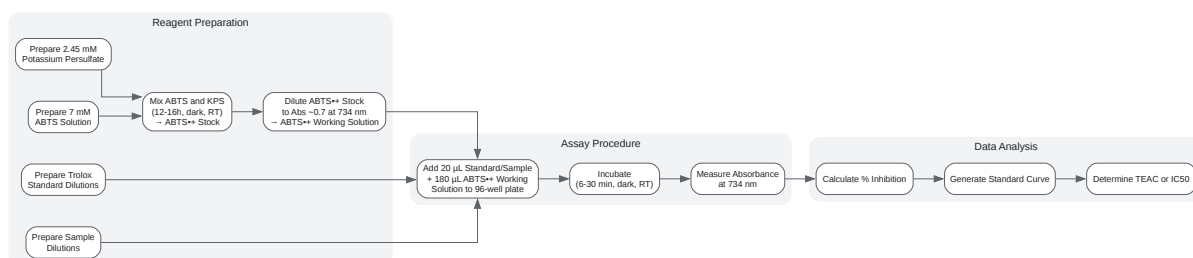 Reagent Preparation
Prepare 2.45 mM
Potassium Persulfate
Prepare 7 mM
ABTS Solution
Mix ABTS and KPS
(12-16h, dark, RT)
→ ABTS•+ Stock
Dilute ABTS•+ Stock
to Abs ~0.7 at 734 nm
→ ABTS•+ Working Solution
Prepare Trolox
Standard Dilutions
Prepare Sample
Dilutions
Assay Procedure
Add 20 µL Standard/Sample
+ 180 µL ABTS•+ Working
Solution to 96-well plate
Incubate
(6-30 min, dark, RT)
Measure Absorbance
at 734 nm
Data Analysis
Calculate % Inhibition
Generate Standard Curve
Determine TEAC or IC50